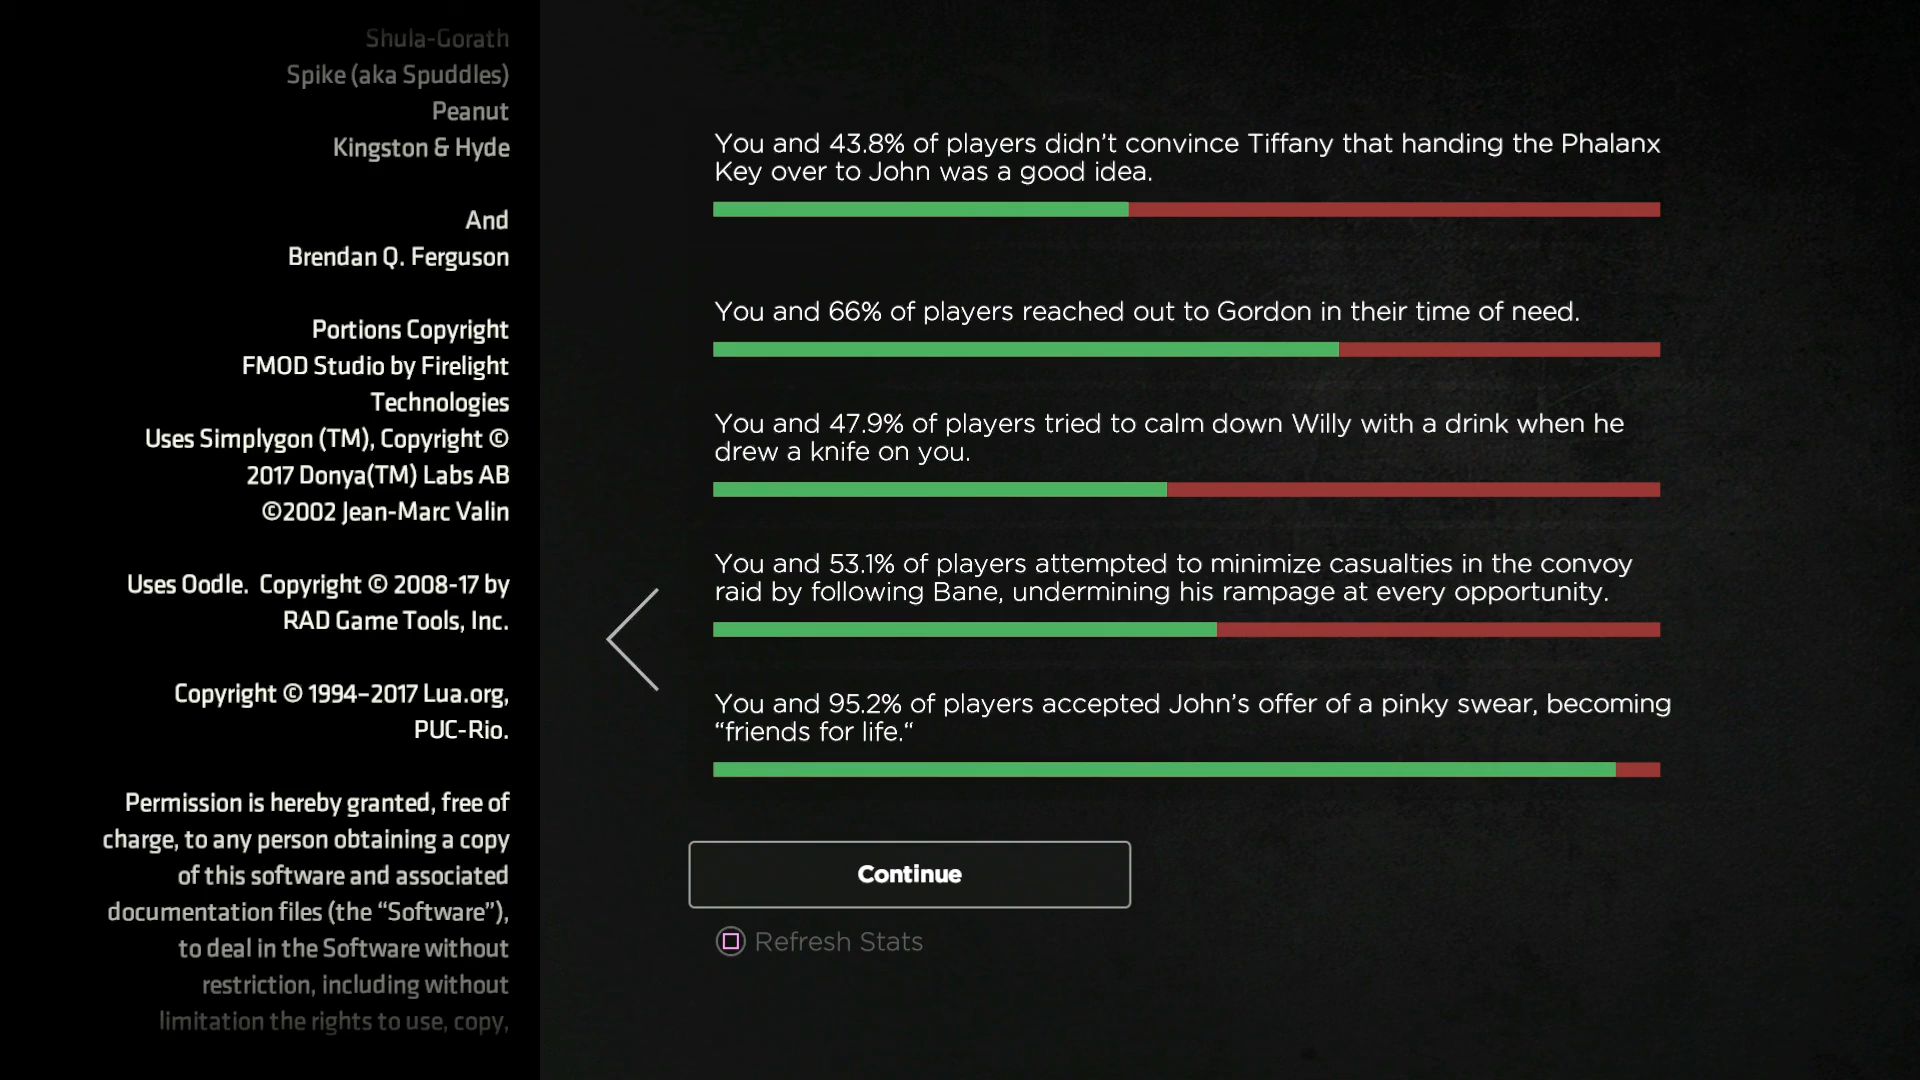 Shula-Gorath
Spike (aka Spuddles)
Peanut
Kingston & Hyde
And
Brendan Q. Ferguson
Portions Copyright
FMOD Studio by Firelight
Technologies
Uses Simplygon (TM), Copyright ©
2017 Donya(TM) Labs AB
©2002 Jean-Marc Valin
Uses Oodle.  Copyright © 2008-17 by
RAD Game Tools, Inc.
Copyright © 1994–2017 Lua.org,
PUC-Rio.
Permission is hereby granted, free of
charge, to any person obtaining a copy
of this software and associated
documentation files (the “Software”),
to deal in the Software without
restriction, including without
limitation the rights to use, copy,
You and 43.8% of players didn’t convince Tiffany that handing the Phalanx
Key over to John was a good idea.
You and 66% of players reached out to Gordon in their time of need.
You and 47.9% of players tried to calm down Willy with a drink when he
drew a knife on you.
You and 53.1% of players attempted to minimize casualties in the convoy
raid by following Bane, undermining his rampage at every opportunity.
You and 95.2% of players accepted John’s offer of a pinky swear, becoming
“friends for life.“
Continue
Refresh Stats